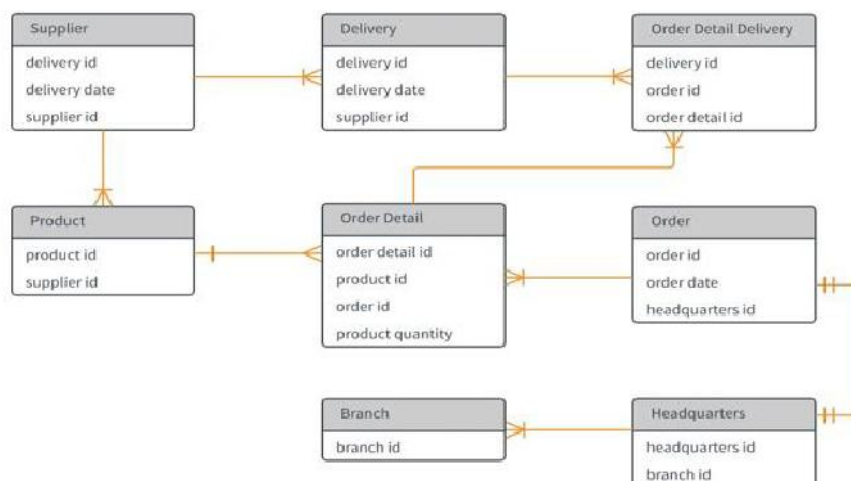 Supplier
delivery id
delivery date
supplier id
Delivery
delivery id
delivery date
supplier id
Order Detail Delivery
delivery id
order id
order detail id
Product
product id
supplier id
Order Detail
order detail id
product id
order id
product quantity
Order
order id
order date
headquarters id
Branch
branch id
Headquarters
headquarters id
branch id